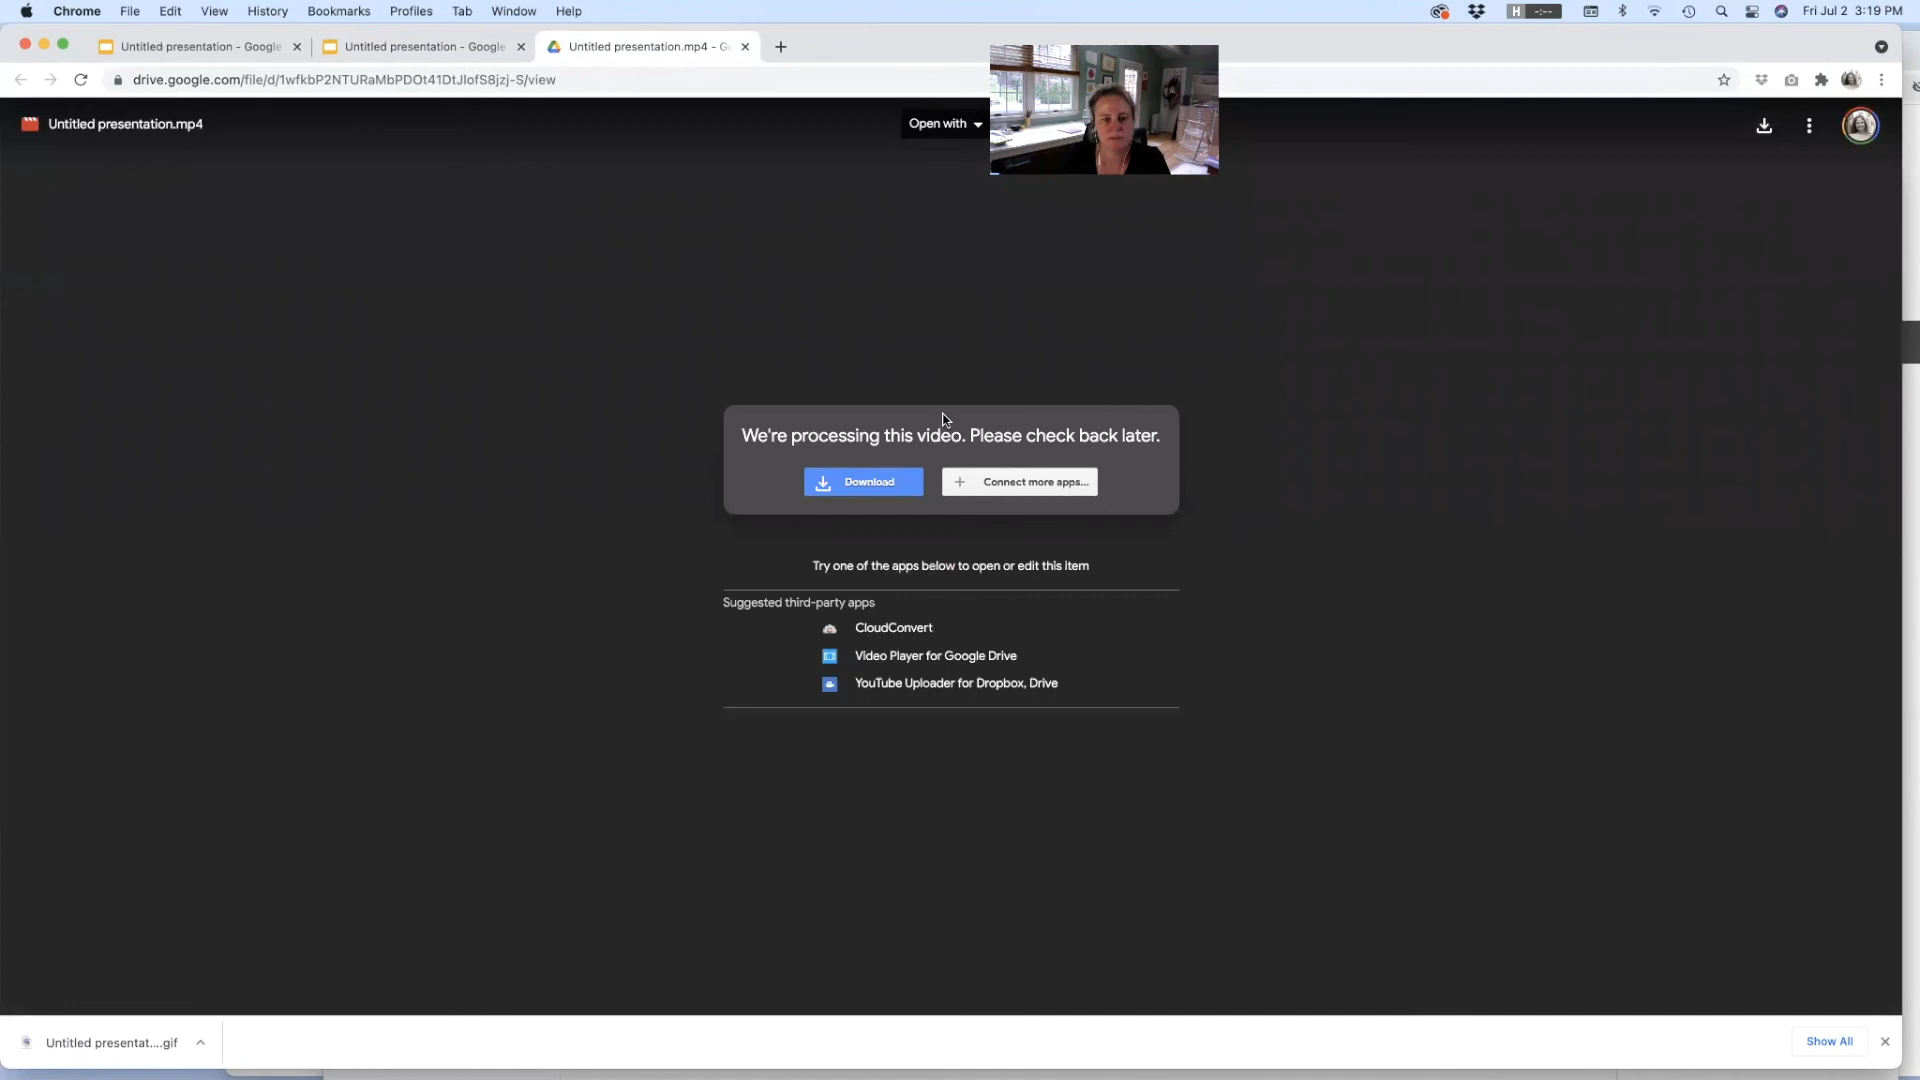 Chrome File Edit View History Bookmarks Profiles Tab Window Help H -:-- Fri Jul 2 3:19 PM
Untitled presentation - Google Untitled presentation - Google Untitled presentation.mp4 - G
drive.google.com/file/d/1wfkbP2NTURaMbPDOt41DtJIofS8jzj-S/view
Untitled presentation.mp4 Open with
We're processing this video. Please check back later.
Download + Connect more apps...
Try one of the apps below to open or edit this item
Suggested third-party apps
CloudConvert
Video Player for Google Drive
YouTube Uploader for Dropbox, Drive
Untitled presentat....gif Show All